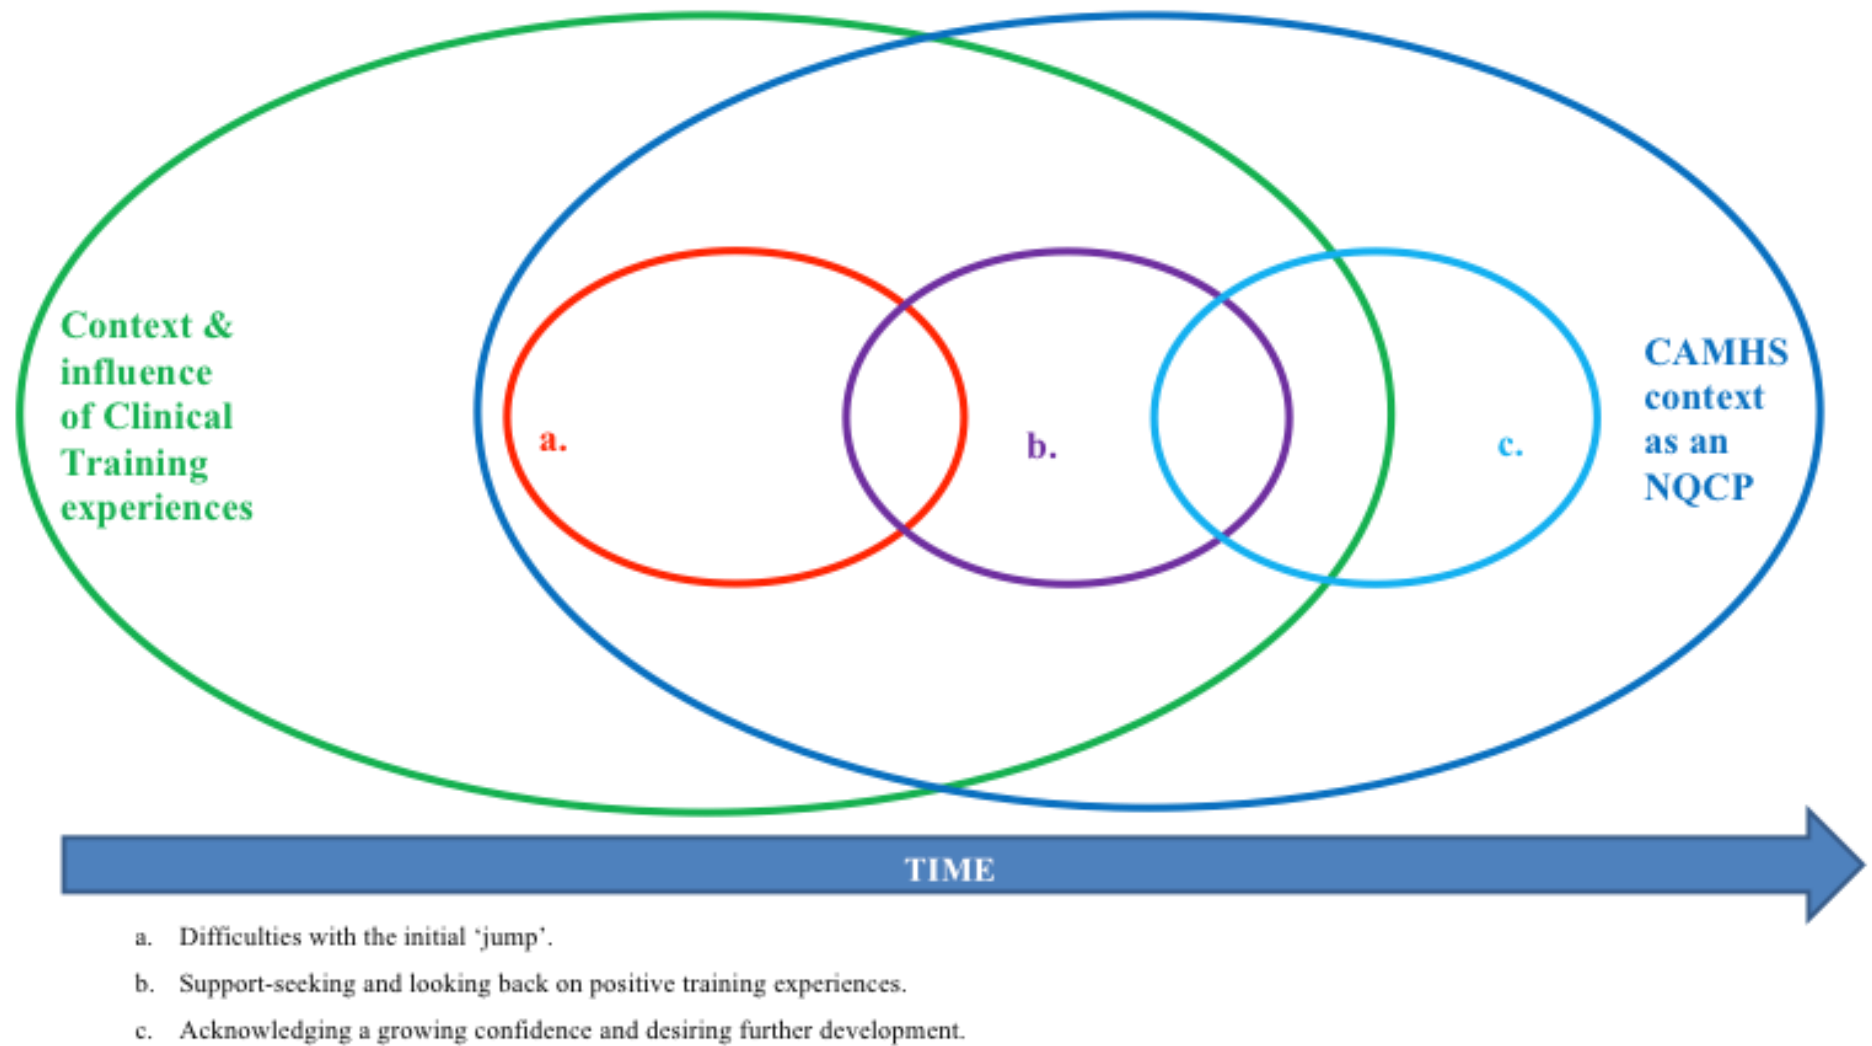 Context &
influence
of Clinical
Training
experiences
a.
b.
c.
CAMHS
context
as an
NQCP
TIME
a. Difficulties with the initial ‘jump’.
b. Support-seeking and looking back on positive training experiences.
c. Acknowledging a growing confidence and desiring further development.